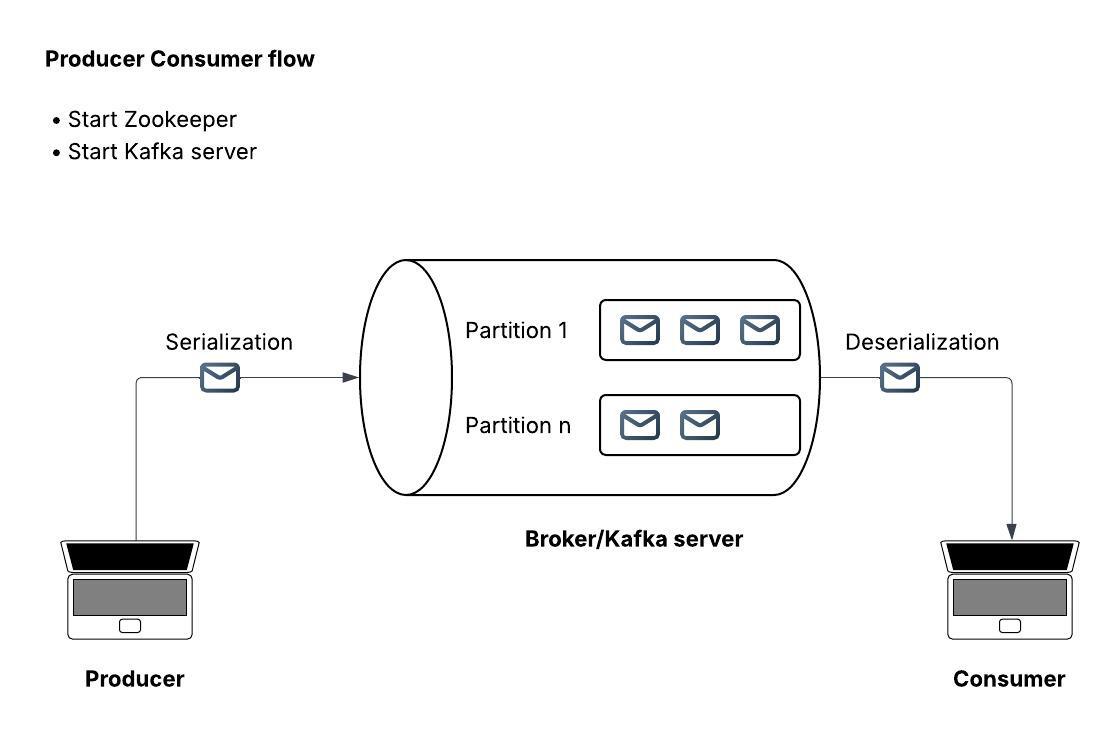 Producer Consumer flow
• Start Zookeeper
• Start Kafka server
Serialization
Partition 1
Partition n
Deserialization
Broker/Kafka server
Producer
Consumer